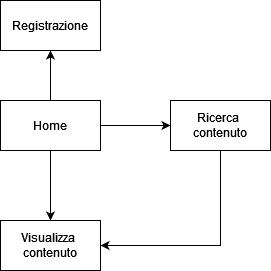 Registrazione
Home
Ricerca
contenuto
Visualizza
contenuto